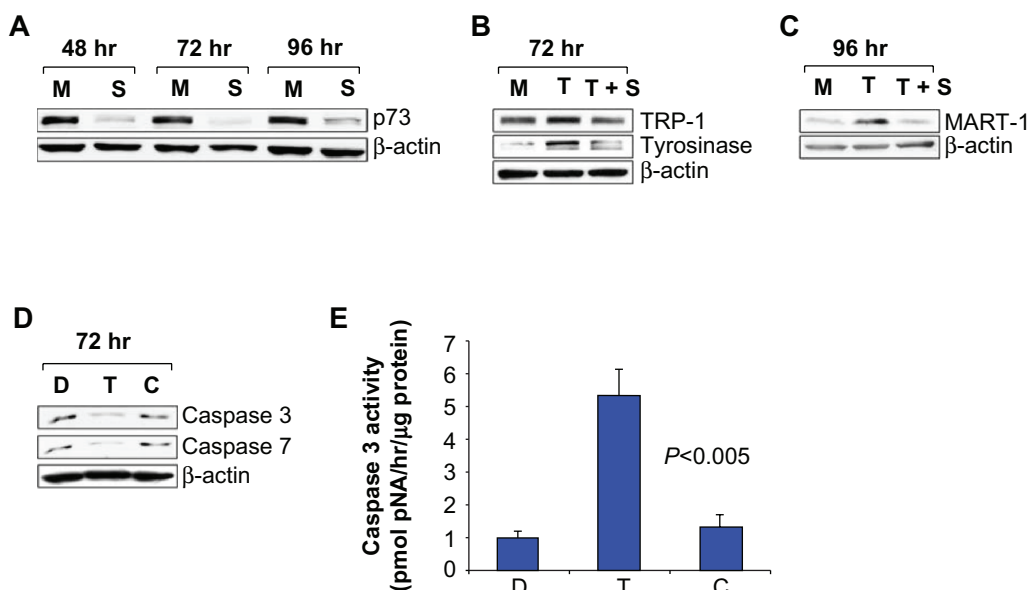 A
48 hr 72 hr 96 hr
M S M S M S
p73
β-actin
B
72 hr
M T T + S
TRP-1
Tyrosinase
β-actin
C
96 hr
M T T + S
MART-1
β-actin
D
72 hr
D T C
Caspase 3
Caspase 7
β-actin
E
Caspase 3 activity
(pmol pNA/hr/μg protein)
7
6
5
4
3
2
1
0
P<0.005
D T C